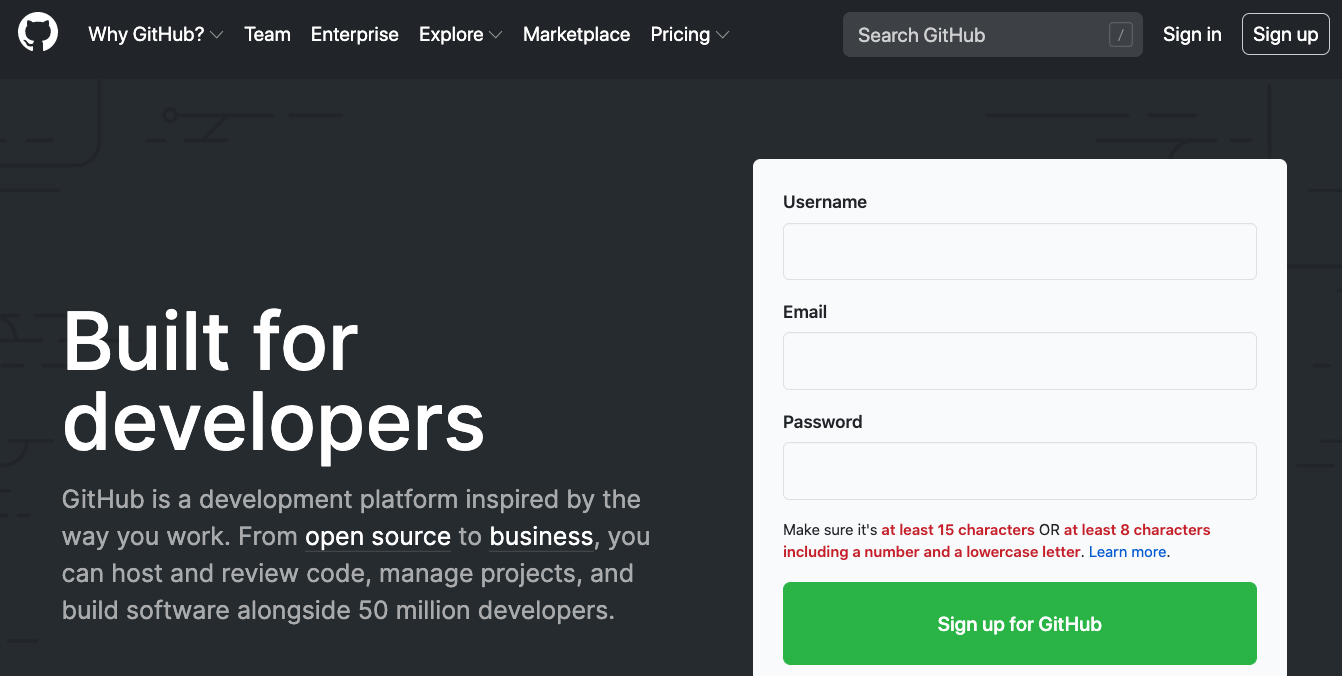 Why GitHub? Team Enterprise Explore Marketplace Pricing Search GitHub / Sign in Sign up
Built for
developers
GitHub is a development platform inspired by the
way you work. From open source to business, you
can host and review code, manage projects, and
build software alongside 50 million developers.
Username
Email
Password
Make sure it's at least 15 characters OR at least 8 characters
including a number and a lowercase letter. Learn more.
Sign up for GitHub